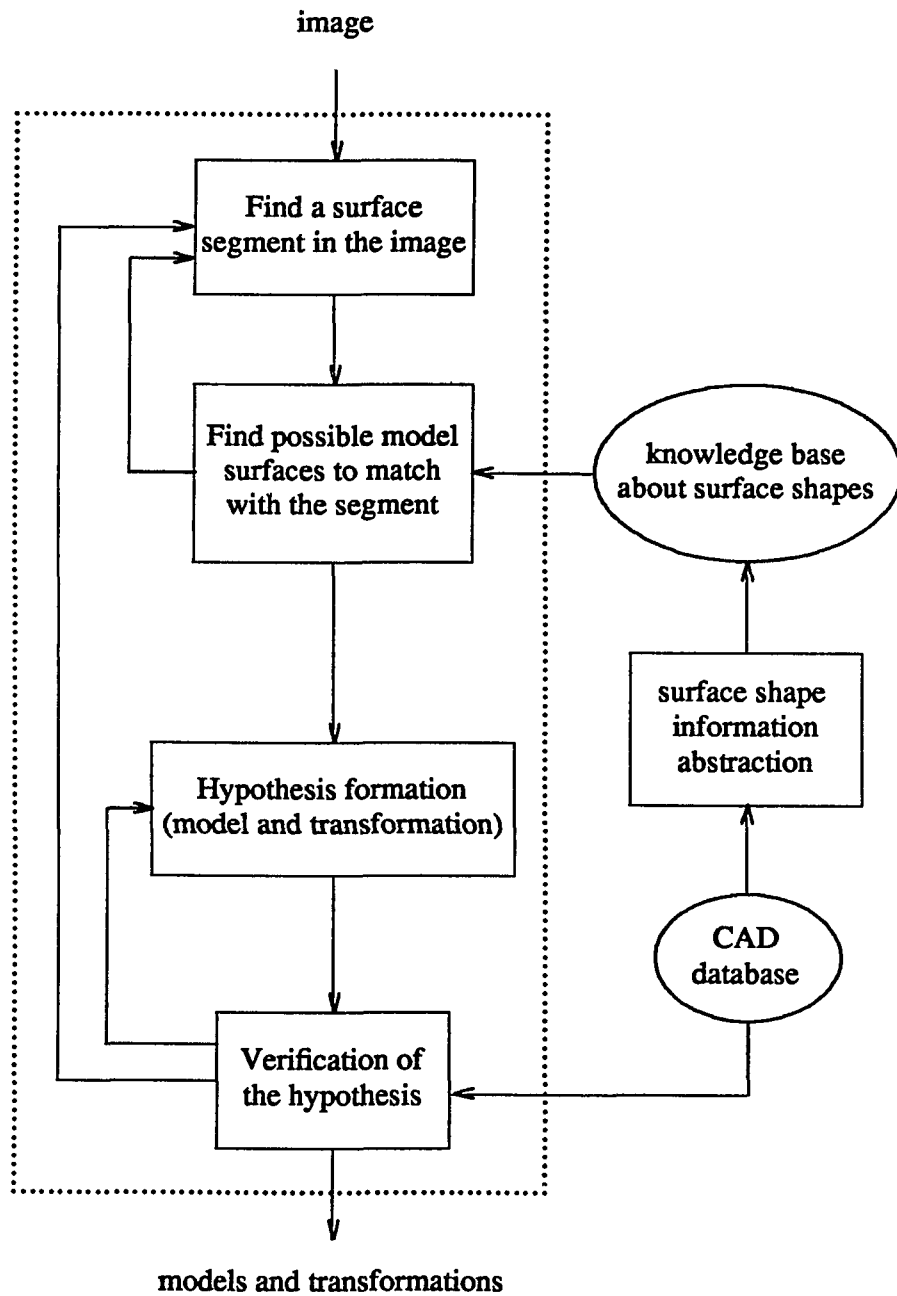 image
Find a surface
segment in the image
Find possible model
surfaces to match
with the segment
knowledge base
about surface shapes
surface shape
information
abstraction
Hypothesis formation
(model and transformation)
CAD
database
Verification of
the hypothesis
models and transformations